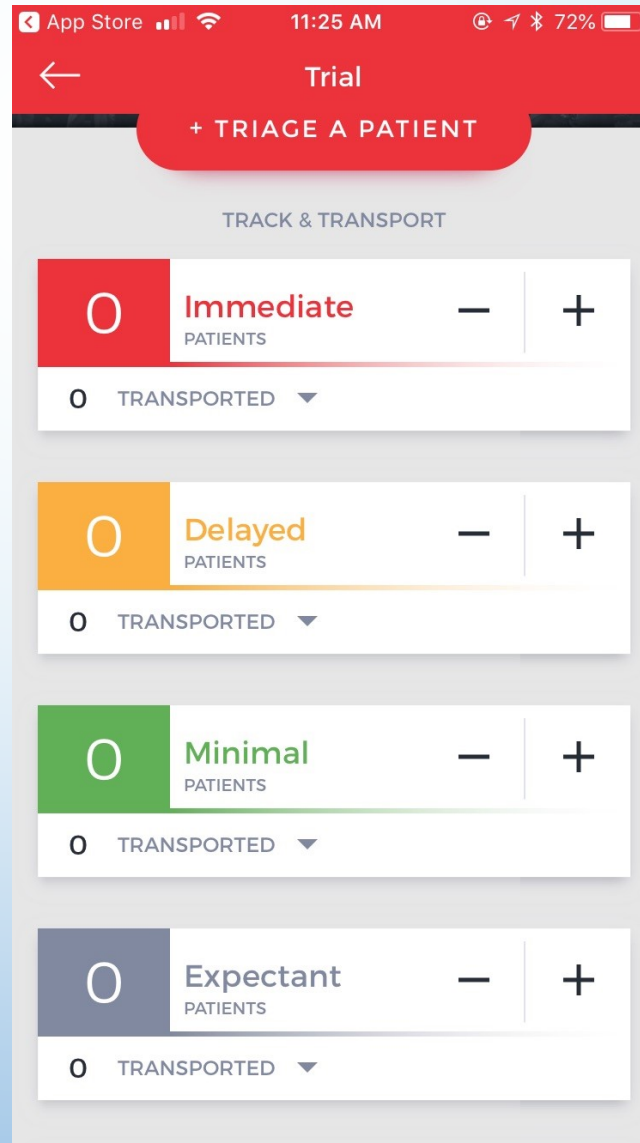 App Store 11:25 AM 72%
Trial
+ TRIAGE A PATIENT
TRACK & TRANSPORT
0 Immediate
PATIENTS
0 TRANSPORTED
0 Delayed
PATIENTS
0 TRANSPORTED
0 Minimal
PATIENTS
0 TRANSPORTED
0 Expectant
PATIENTS
0 TRANSPORTED